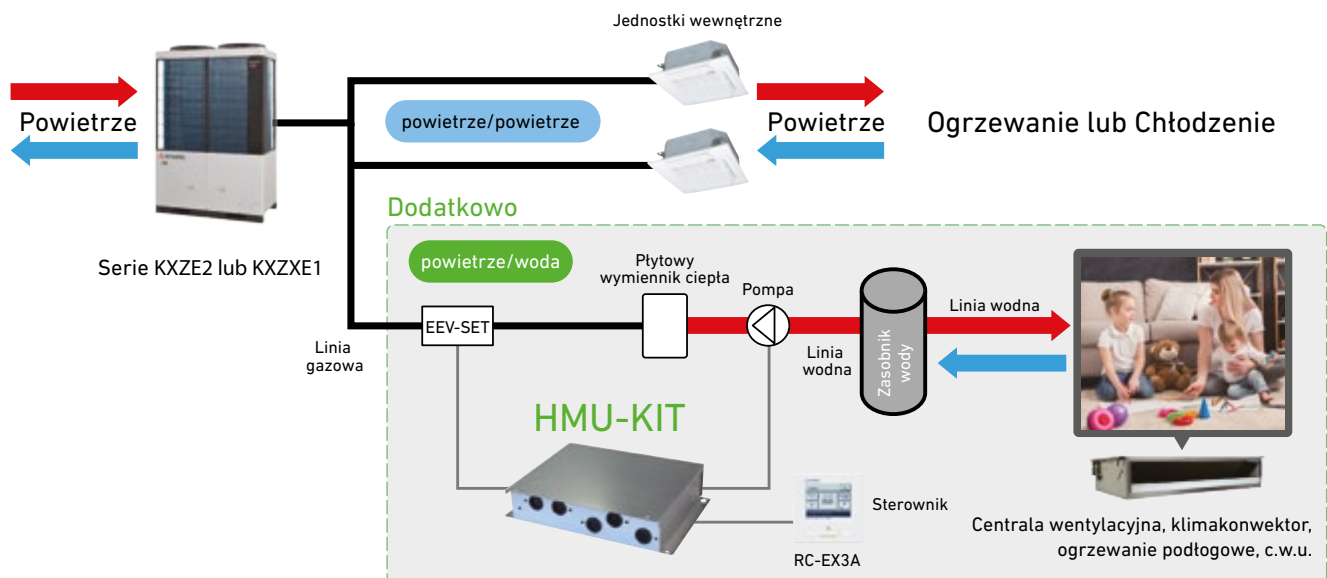 Jednostki wewnętrzne
Powietrze
powietrze/powietrze
Powietrze
Ogrzewanie lub Chłodzenie
Serie KXZE2 lub KXZXE1
Dodatkowo
powietrze/woda
Płytowy
wymiennik ciepła
Pompa
EEV-SET
Linia
gazowa
Linia
wodna
Zasobnik
wody
Linia wodna
HMU-KIT
Sterownik
RC-EX3A
Centrala wentylacyjna, klimakonwektor,
ogrzewanie podłogowe, c.w.u.